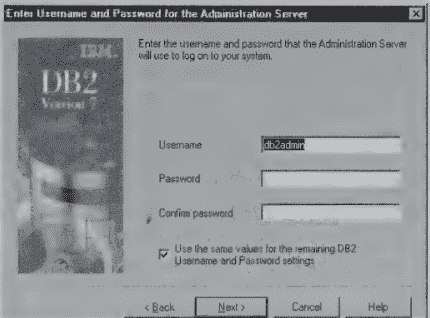 Enter Username and Password for the Administration Server
IBM.
DB2
Version 7
Enter the username and password that the Administration Server
will use to log on to your system.
Username
db2admin
Password
Confirm password
Use the same values for the remaining DB2
Username and Password settings
< Back
Next >
Cancel
Help